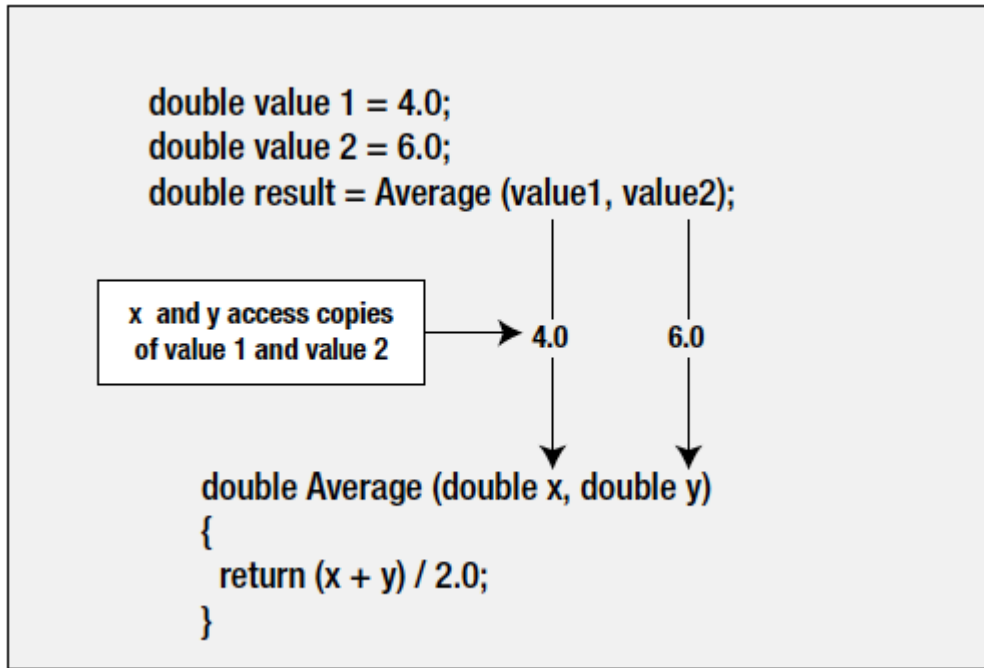 double value 1 = 4.0;
double value 2 = 6.0;
double result = Average (value1, value2);
x and y access copies
of value 1 and value 2
4.0 6.0
double Average (double x, double y)
{
return (x + y) / 2.0;
}